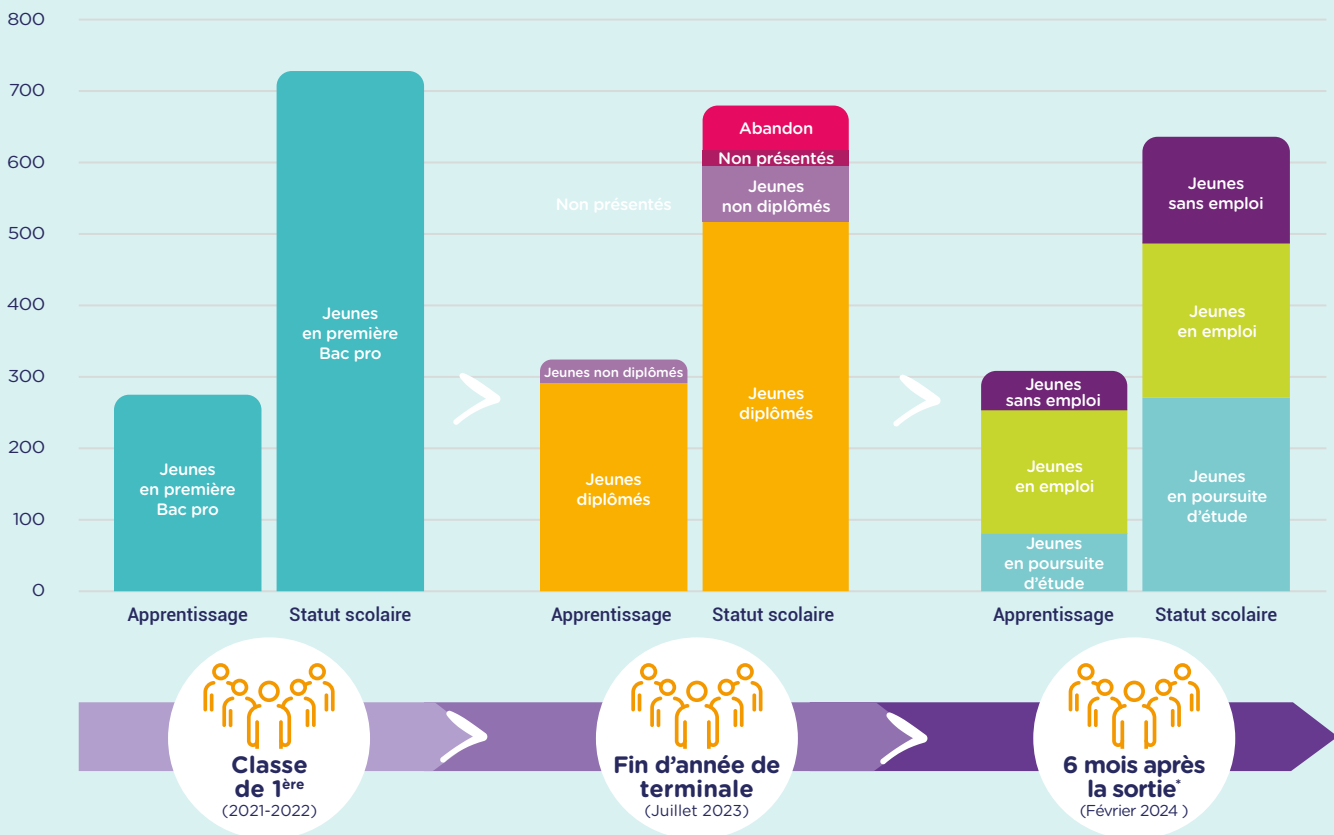 800
700
600
500
400
300
200
100
0
Jeunes
en première
Bac pro
Jeunes
en première
Bac pro
Non présentés
Jeunes non diplômés
Jeunes
diplômés
Abandon
Non présentés
Jeunes
non diplômés
Jeunes
diplômés
Jeunes
sans emploi
Jeunes
en emploi
Jeunes
en poursuite
d'étude
Jeunes
sans emploi
Jeunes
en emploi
Jeunes
en poursuite
d'étude
Apprentissage
Statut scolaire
Apprentissage
Statut scolaire
Apprentissage
Statut scolaire
Classe
de 1ère
(2021-2022)
Fin d'année de
terminale
(Juillet 2023)
6 mois après
la sortie*
(Février 2024 )